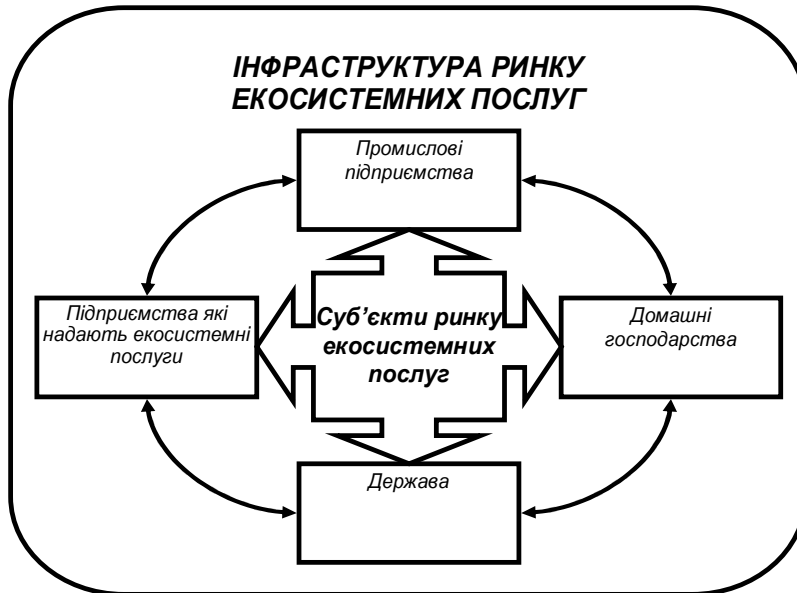 ІНФРАСТРУКТУРА РИНКУ
ЕКОСИСТЕМНИХ ПОСЛУГ
Промислові
підприємства
Підприємства які
надають екосистемні
послуги
Суб’єкти ринку
екосистемних
послуг
Домашні
господарства
Держава